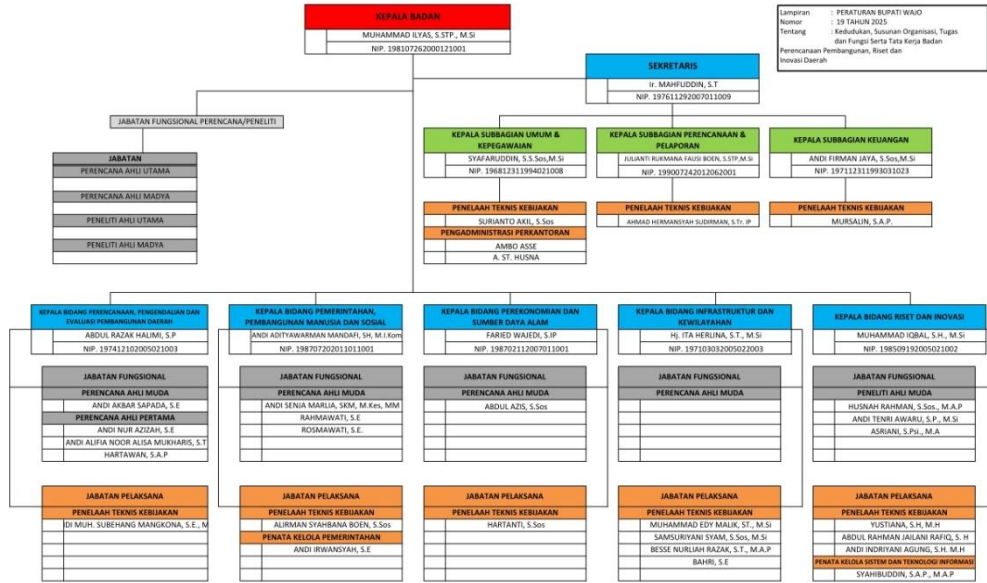 KEPALA BADAN
MUHAMMAD ILYAS, S.STP., M.Si
NIP. 198107262000121001
Lampiran : PERATURAN BUPATI WAJO
Nomor : 19 TAHUN 2025
Tentang : Kedudukan, Susunan Organisasi, Tugas
dan Fungsi Serta Tata Kerja Badan
Perencanaan Pembangunan, Riset dan
Inovasi Daerah
SEKRETARIS
Ir. MAHFUDDIN, S.T
NIP. 197611292007011009
JABATAN FUNGSIONAL PERENCANA/PENELITI
JABATAN
PERENCANA AHLI UTAMA
PERENCANA AHLI MADYA
PENELITI AHLI UTAMA
PENELITI AHLI MADYA
KEPALA SUBBAGIAN UMUM &
KEPEGAWAIAN
SYAFARUDDIN, S.S.Sos,M.Si
NIP. 196812311994021008
PENELAAH TEKNIS KEBIJAKAN
SURIANTO AKIL, S.Sos
PENGADMINISTRASI PERKANTORAN
AMBO ASSE
A. ST. HUSNA
KEPALA SUBBAGIAN PERENCANAAN &
PELAPORAN
JULIANTI RUKMANA FAUSI BOEN, S.STP,M.Si
NIP. 199007242012062001
PENELAAH TEKNIS KEBIJAKAN
AHMAD HERMANSYAH SUDIRMAN, S.Tr. IP
KEPALA SUBBAGIAN KEUANGAN
ANDI FIRMAN JAYA, S.Sos,M.Si
NIP. 197112311993031023
PENELAAH TEKNIS KEBIJAKAN
MURSALIN, S.A.P.
KEPALA BIDANG PERENCANAAN, PENGENDALIAN DAN
EVALUASI PEMBANGUNAN DAERAH
ABDUL RAZAK HALIMI, S.P
NIP. 197412102005021003
JABATAN FUNGSIONAL
PERENCANA AHLI MUDA
ANDI AKBAR SAPADA, S.E
PERENCANA AHLI PERTAMA
ANDI NUR AZIZAH, S.E
ANDI ALIFIA NOOR ALISA MUKHARIS, S.T
HARTAWAN, S.A.P
JABATAN PELAKSANA
PENELAAH TEKNIS KEBIJAKAN
IDI MUH. SUBEHANG MANGKONA, S.E., M
KEPALA BIDANG PEMERINTAHAN,
PEMBANGUNAN MANUSIA DAN SOSIAL
ANDI ADITYAWARMAN MANDAFI, SH, M.I.Kom
NIP. 198707202011011001
JABATAN FUNGSIONAL
PERENCANA AHLI MUDA
ANDI SENJA MARLIA, SKM, M.Kes, MM
RAHMAWATI, S.E
ROSMAWATI, S.E.
JABATAN PELAKSANA
PENELAAH TEKNIS KEBIJAKAN
ALIRMAN SYAHBANA BOEN, S.Sos
PENATA KELOLA PEMERINTAHAN
ANDI IRWANSYAH, S.E
KEPALA BIDANG PEREKONOMIAN DAN
SUMBER DAYA ALAM
FARIED WAJEDI, S.IP
NIP. 198702112007011001
JABATAN FUNGSIONAL
PERENCANA AHLI MUDA
ABDUL AZIS, S.Sos
JABATAN PELAKSANA
PENELAAH TEKNIS KEBIJAKAN
HARTANTI, S.Sos
KEPALA BIDANG INFRASTRUKTUR DAN
KEWILAYAHAN
Hj. ITA HERLINA, S.T., M.Si
NIP. 197103032005022003
JABATAN FUNGSIONAL
PERENCANA AHLI MUDA
JABATAN PELAKSANA
PENELAAH TEKNIS KEBIJAKAN
MUHAMMAD EDY MALIK, ST., M.Si
SAMSURIYANI SYAM, S.Sos, M.Si
BESSE NURLIAH RAZAK, S.T., M.A.P
BAHRI, S.E
KEPALA BIDANG RISET DAN INOVASI
MUHAMMAD IQBAL, S.H., M.Si
NIP. 198509192005021002
JABATAN FUNGSIONAL
PENELITI AHLI MUDA
HUSNAH RAHMAN, S.Sos., M.A.P
ANDI TENRI AWARU, S.P., M.Si
ASRIANI, S.Psi., M.A
JABATAN PELAKSANA
PENELAAH TEKNIS KEBIJAKAN
YUSTIANA, S.H, M.H
ABDUL RAHMAN JAILANI RAFIQ, S. H
ANDI INDRIYANI AGUNG, S.H. M.H
PENATA KELOLA SISTEM DAN TEKNOLOGI INFORMASI
SYAHIBUDDIN, S.A.P., M.A.P